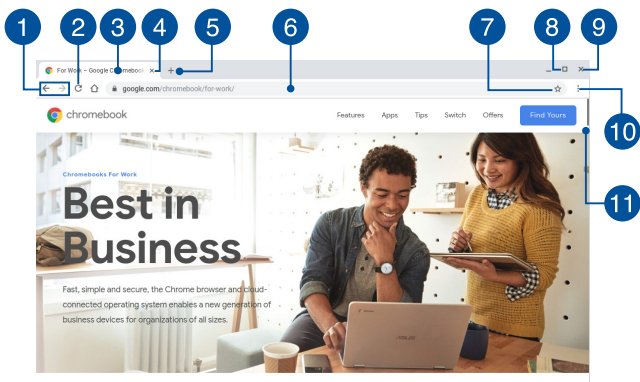 1 2 3 4 5 6 7 8 9
For Work – Google Chromebook
google.com/chromebook/for-work/
chromebook
Features Apps Tips Switch Offers Find Yours
10
11
Chromebooks For Work
Best in
Business
Fast, simple and secure, the Chrome browser and cloud-
connected operating system enables a new generation of
business devices for organizations of all sizes.
ASUS